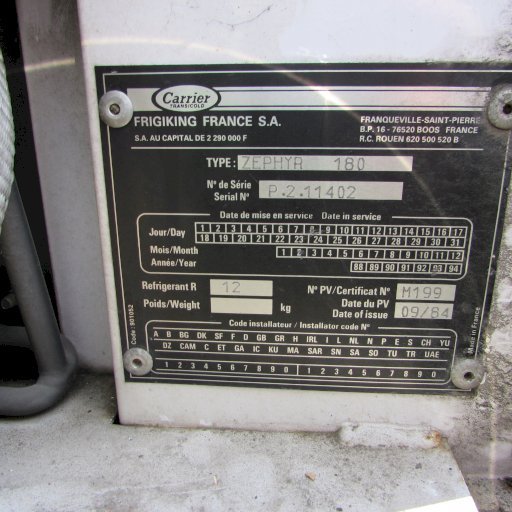 Carrier
TRANSICOLD
FRIGIKING FRANCE S.A.
S.A. AU CAPITAL DE 2 290 000 F
FRANQUEVILLE-SAINT-PIERRE
B.P. 16 - 76520 BOOS FRANCE
R.C. ROUEN 620 500 520 B
TYPE: ZEPHYR 180
N° de Série
Serial N° P.2.11402
Date de mise en service Date in service
Jour/Day 1 2 3 4 5 6 7 8 9 10 11 12 13 14 15 16 17
18 19 20 21 22 23 24 25 26 27 28 29 30 31
Mois/Month 1 2 3 4 5 6 7 8 9 10 11 12
Année/Year 88 89 90 91 92 93 94
Refrigerant R 12
Poids/Weight kg
N° PV/Certificat N° M199
Date du PV
Date of issue 09/84
Code installateur / Installator code N°
A B BG DK SF F D GB GR H IRL I L NL N P E S CH YU
DZ CAM C ET GA IC KU MA SAR SN SA SO TU TR UAE
1 2 3 4 5 6 7 8 9 0 1 2 3 4 5 6 7 8 9 0
Code : 901052
Made in France